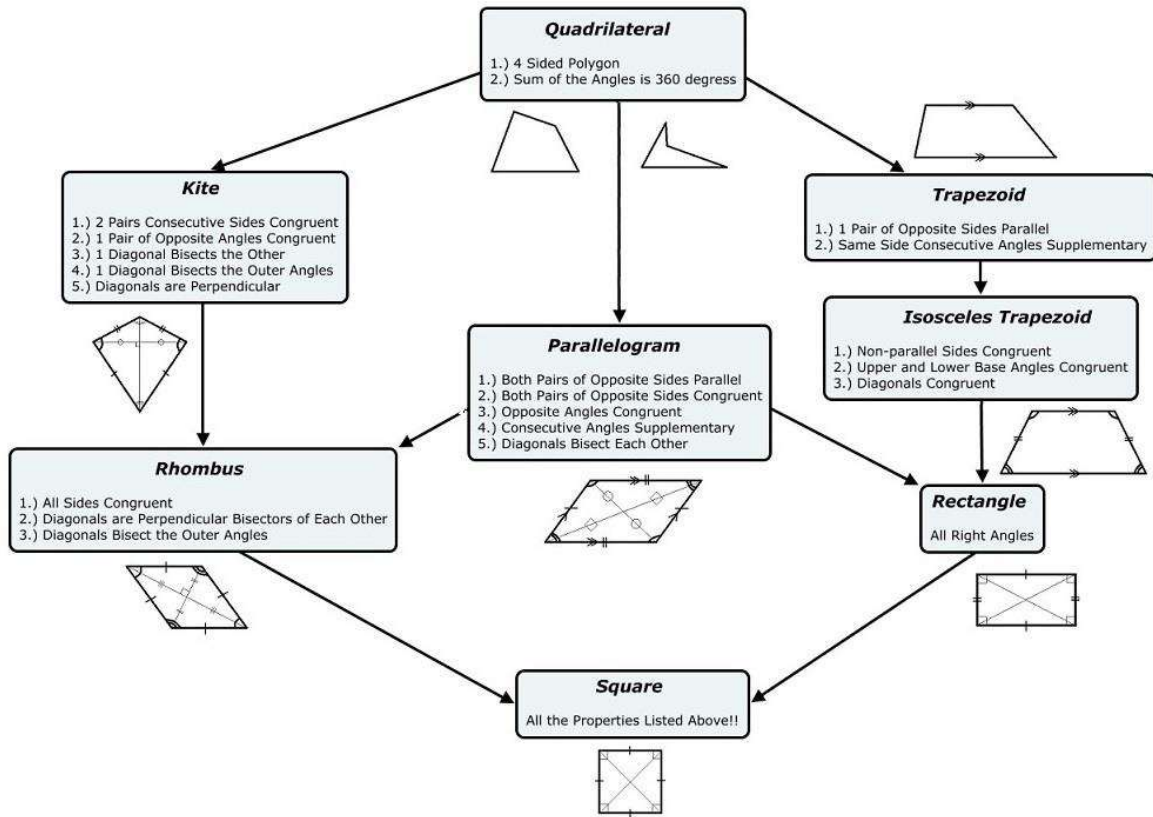 Quadrilateral
1.) 4 Sided Polygon
2.) Sum of the Angles is 360 degress
Kite
1.) 2 Pairs Consecutive Sides Congruent
2.) 1 Pair of Opposite Angles Congruent
3.) 1 Diagonal Bisects the Other
4.) 1 Diagonal Bisects the Outer Angles
5.) Diagonals are Perpendicular
Trapezoid
1.) 1 Pair of Opposite Sides Parallel
2.) Same Side Consecutive Angles Supplementary
Isosceles Trapezoid
1.) Non-parallel Sides Congruent
2.) Upper and Lower Base Angles Congruent
3.) Diagonals Congruent
Parallelogram
1.) Both Pairs of Opposite Sides Parallel
2.) Both Pairs of Opposite Sides Congruent
3.) Opposite Angles Congruent
4.) Consecutive Angles Supplementary
5.) Diagonals Bisect Each Other
Rhombus
1.) All Sides Congruent
2.) Diagonals are Perpendicular Bisectors of Each Other
3.) Diagonals Bisect the Outer Angles
Rectangle
All Right Angles
Square
All the Properties Listed Above!!